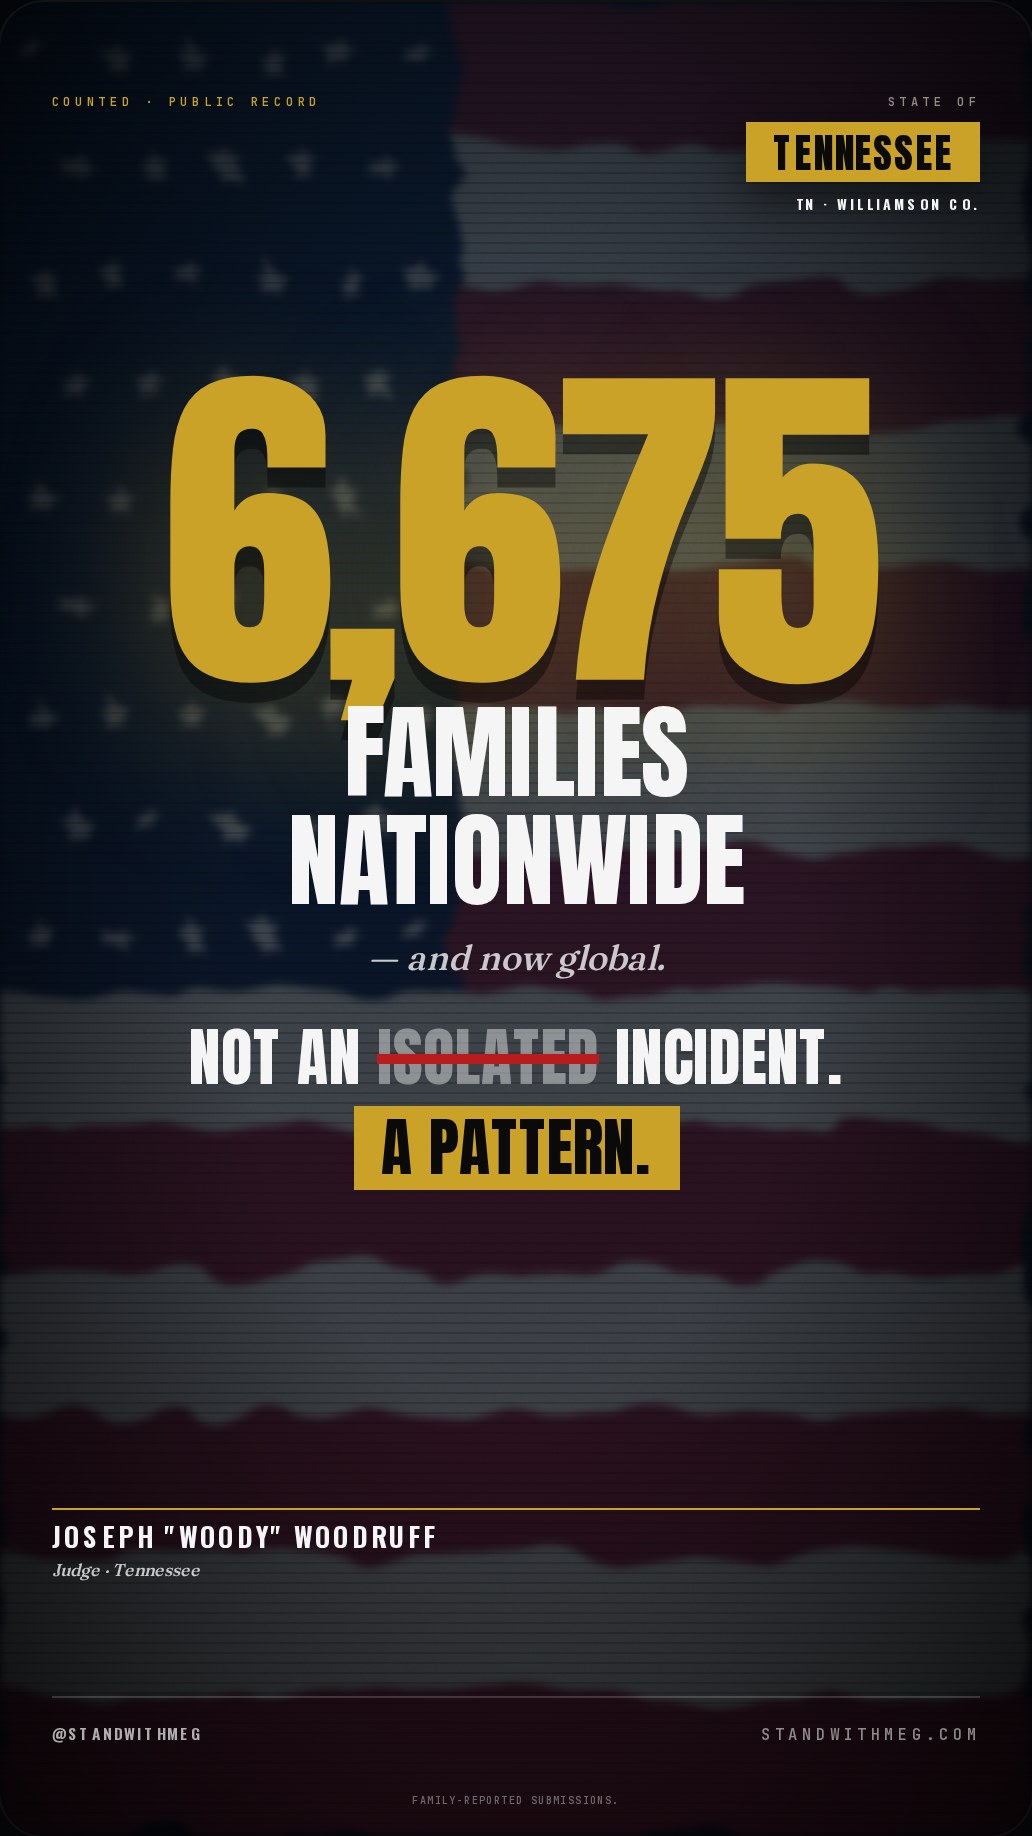 COUNTED · PUBLIC RECORD
STATE OF
TENNESSEE
TN · WILLIAMSON CO.
6,675
FAMILIES
NATIONWIDE
— and now global.
NOT AN ISOLATED INCIDENT.
A PATTERN.
JOSEPH "WOODY" WOODRUFF
Judge · Tennessee
@STANDWITHMEG
STANDWITHMEG.COM
FAMILY-REPORTED SUBMISSIONS.